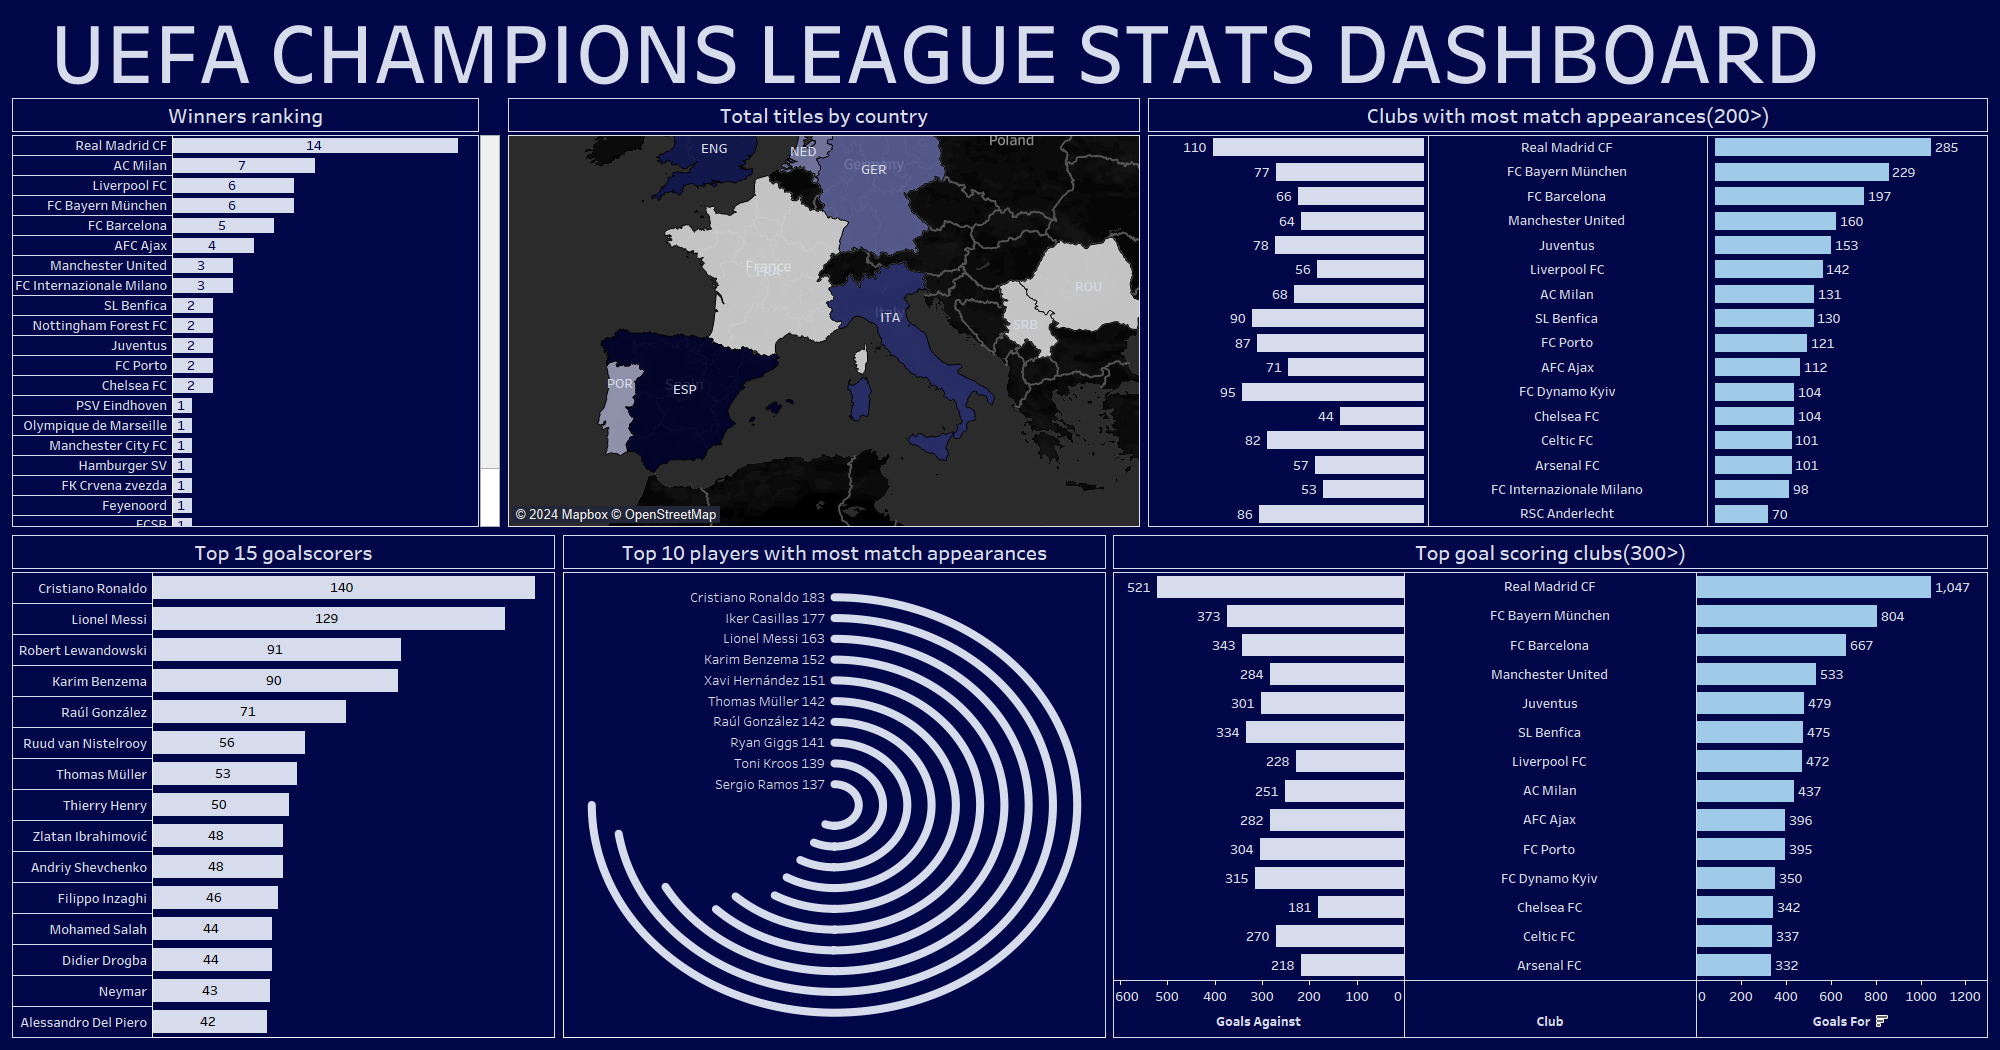 UEFA CHAMPIONS LEAGUE STATS DASHBOARD
Winners ranking
Real Madrid CF 14
AC Milan 7
Liverpool FC 6
FC Bayern München 6
FC Barcelona 5
AFC Ajax 4
Manchester United 3
FC Internazionale Milano 3
SL Benfica 2
Nottingham Forest FC 2
Juventus 2
FC Porto 2
Chelsea FC 2
PSV Eindhoven 1
Olympique de Marseille 1
Manchester City FC 1
Hamburger SV 1
FK Crvena zvezda 1
Feyenoord 1
FCSB 1
Total titles by country
Poland
ENG
NED
Germany
GER
France
FRA
ROU
Italy
ITA
SRB
POR
Spain
ESP
© 2024 Mapbox © OpenStreetMap
Clubs with most match appearances(200>)
110 Real Madrid CF 285
77 FC Bayern München 229
66 FC Barcelona 197
64 Manchester United 160
78 Juventus 153
56 Liverpool FC 142
68 AC Milan 131
90 SL Benfica 130
87 FC Porto 121
71 AFC Ajax 112
95 FC Dynamo Kyiv 104
44 Chelsea FC 104
82 Celtic FC 101
57 Arsenal FC 101
53 FC Internazionale Milano 98
86 RSC Anderlecht 70
Top 15 goalscorers
Cristiano Ronaldo 140
Lionel Messi 129
Robert Lewandowski 91
Karim Benzema 90
Raúl González 71
Ruud van Nistelrooy 56
Thomas Müller 53
Thierry Henry 50
Zlatan Ibrahimović 48
Andriy Shevchenko 48
Filippo Inzaghi 46
Mohamed Salah 44
Didier Drogba 44
Neymar 43
Alessandro Del Piero 42
Top 10 players with most match appearances
Cristiano Ronaldo 183
Iker Casillas 177
Lionel Messi 163
Karim Benzema 152
Xavi Hernández 151
Thomas Müller 142
Raúl González 142
Ryan Giggs 141
Toni Kroos 139
Sergio Ramos 137
Top goal scoring clubs(300>)
521 Real Madrid CF 1,047
373 FC Bayern München 804
343 FC Barcelona 667
284 Manchester United 533
301 Juventus 479
334 SL Benfica 475
228 Liverpool FC 472
251 AC Milan 437
282 AFC Ajax 396
304 FC Porto 395
315 FC Dynamo Kyiv 350
181 Chelsea FC 342
270 Celtic FC 337
218 Arsenal FC 332
600 500 400 300 200 100 0 0 200 400 600 800 1000 1200
Goals Against Club Goals For